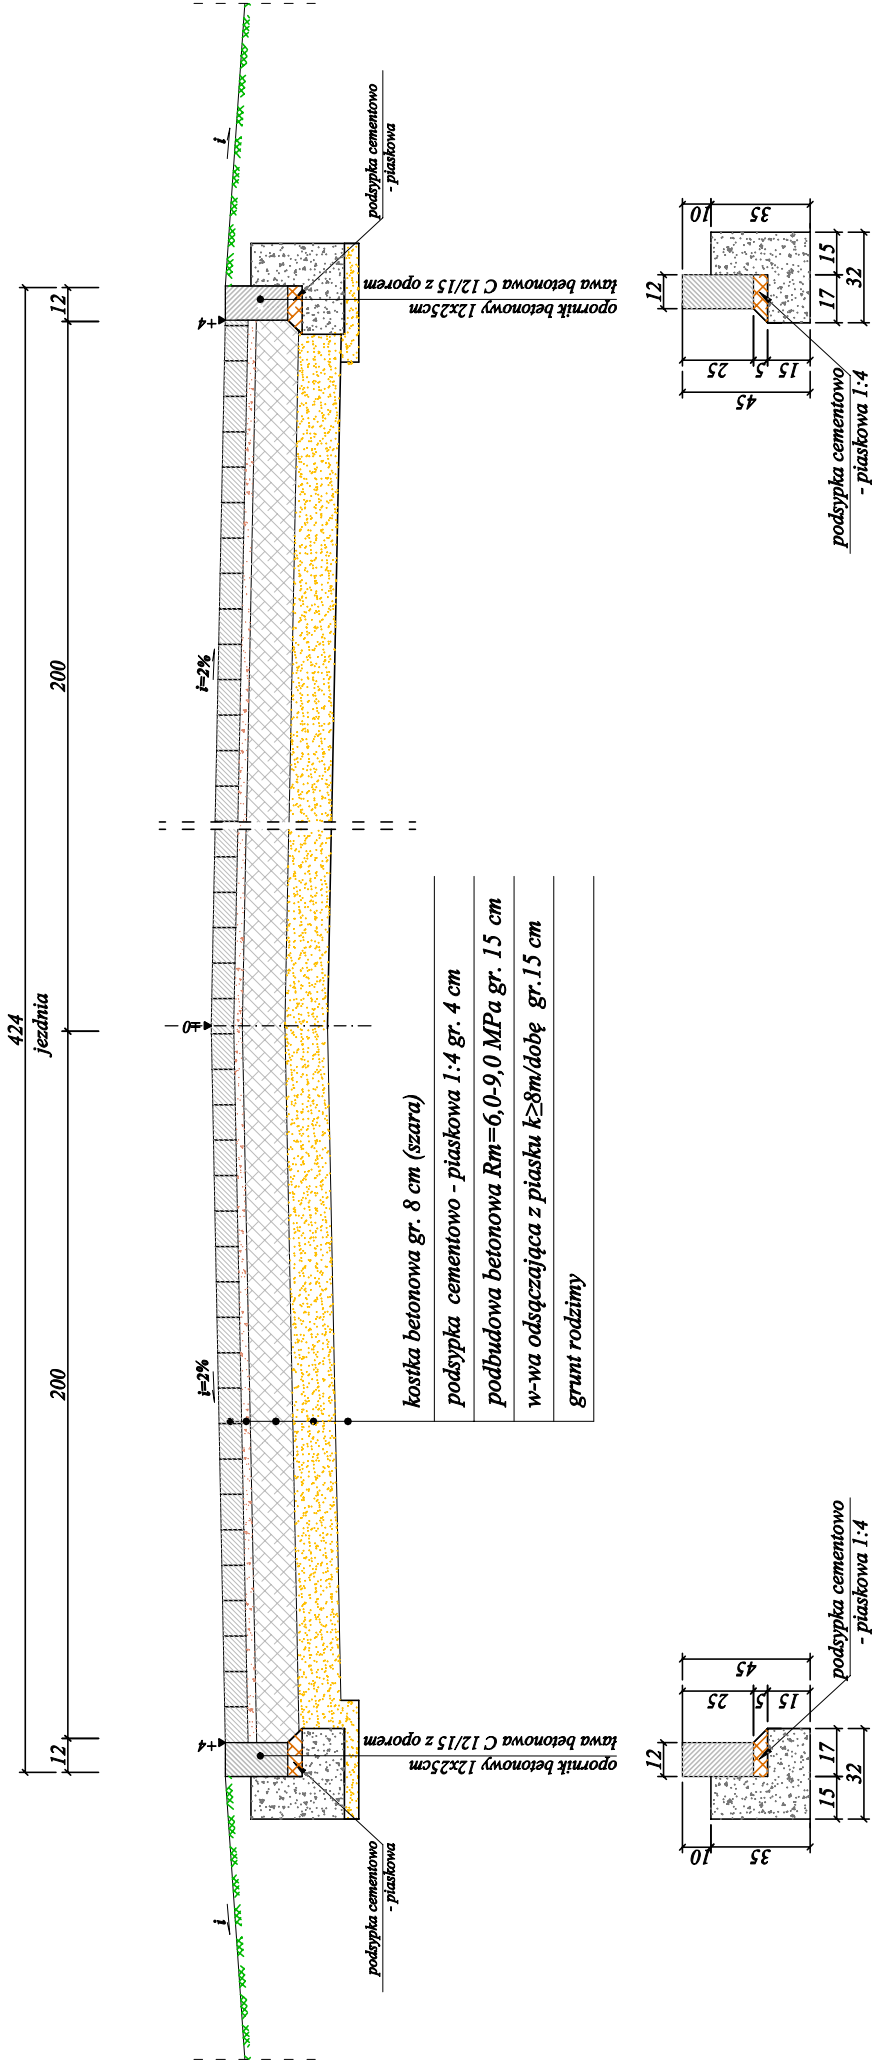 424
jezdnia
12
200
200
12
i
i
i=2%
i=2%
+4
±0
+4
podsypka cementowo
- piaskowa
podsypka cementowo
- piaskowa
opornik betonowy 12x25cm
ława betonowa C 12/15 z oporem
opornik betonowy 12x25cm
ława betonowa C 12/15 z oporem
kostka betonowa gr. 8 cm (szara)
podsypka cementowo - piaskowa 1:4 gr. 4 cm
podbudowa betonowa Rm=6,0-9,0 MPa gr. 15 cm
w-wa odsączająca z piasku k≥8m/dobę gr.15 cm
grunt rodzimy
12
10
35
25
5
15
45
15
17
32
podsypka cementowo
- piaskowa 1:4
12
10
35
25
5
15
45
17
15
32
podsypka cementowo
- piaskowa 1:4